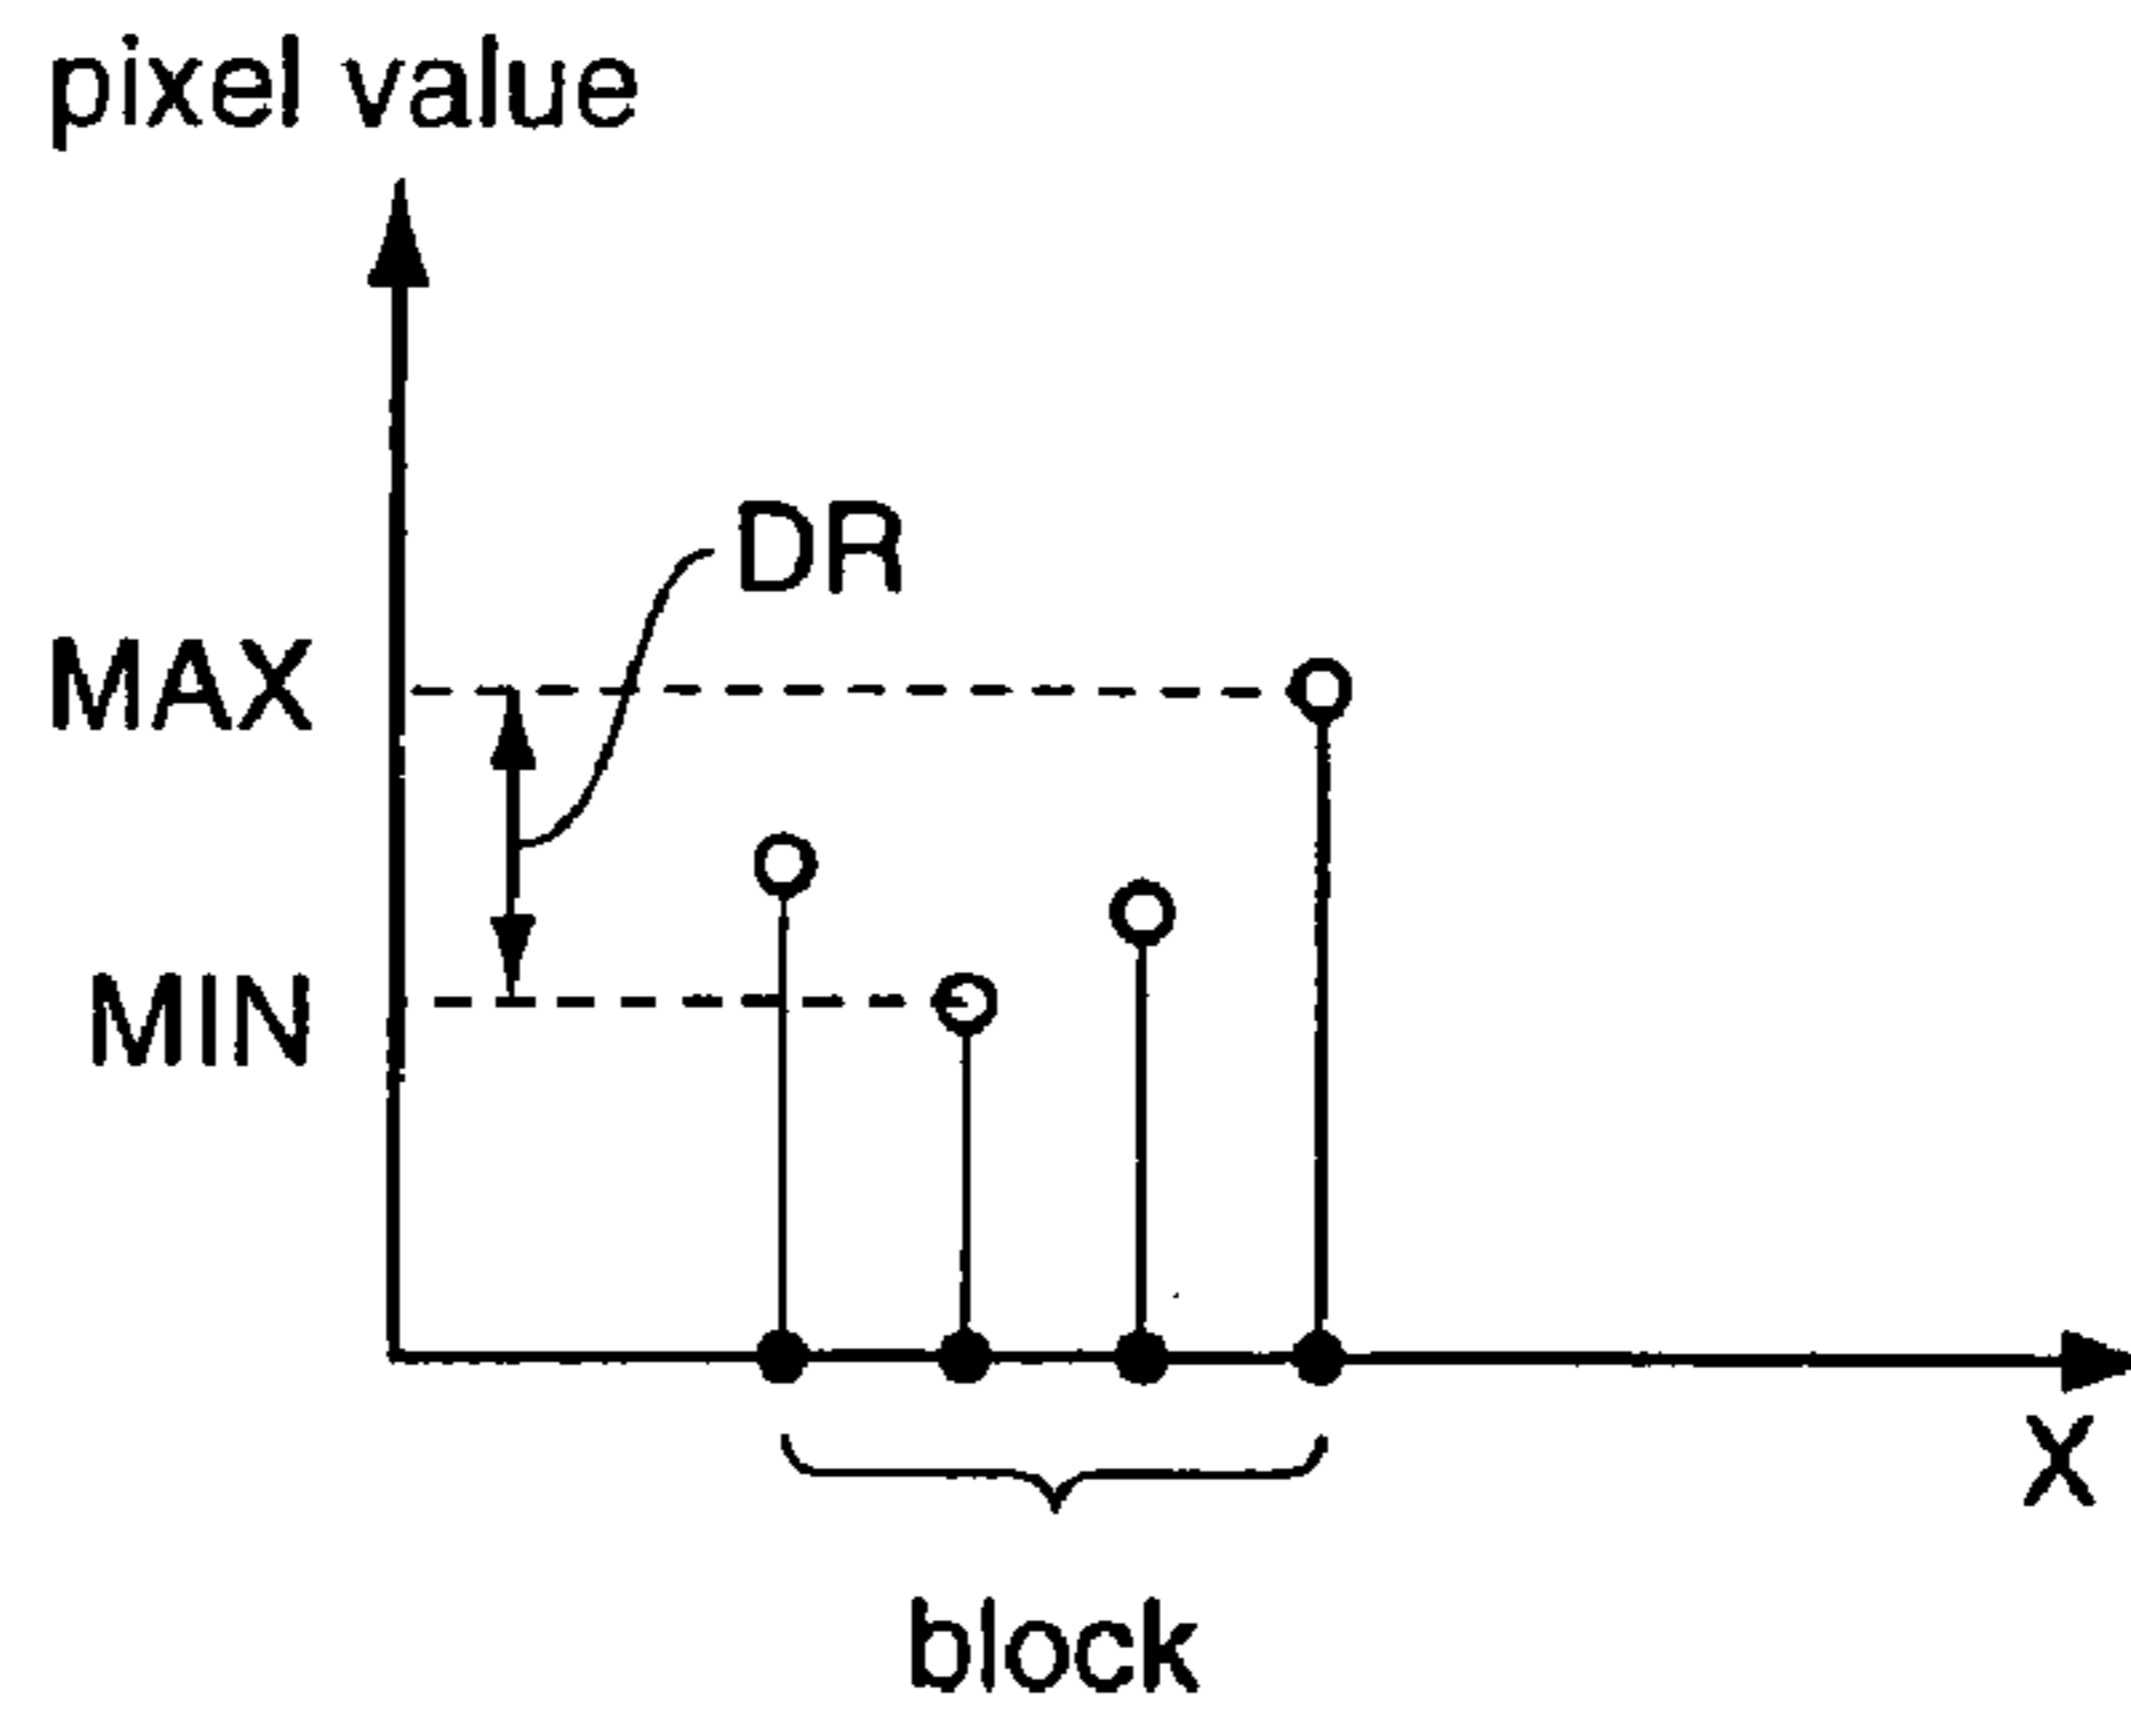 pixel value
DR
MAX
MIN
X
block